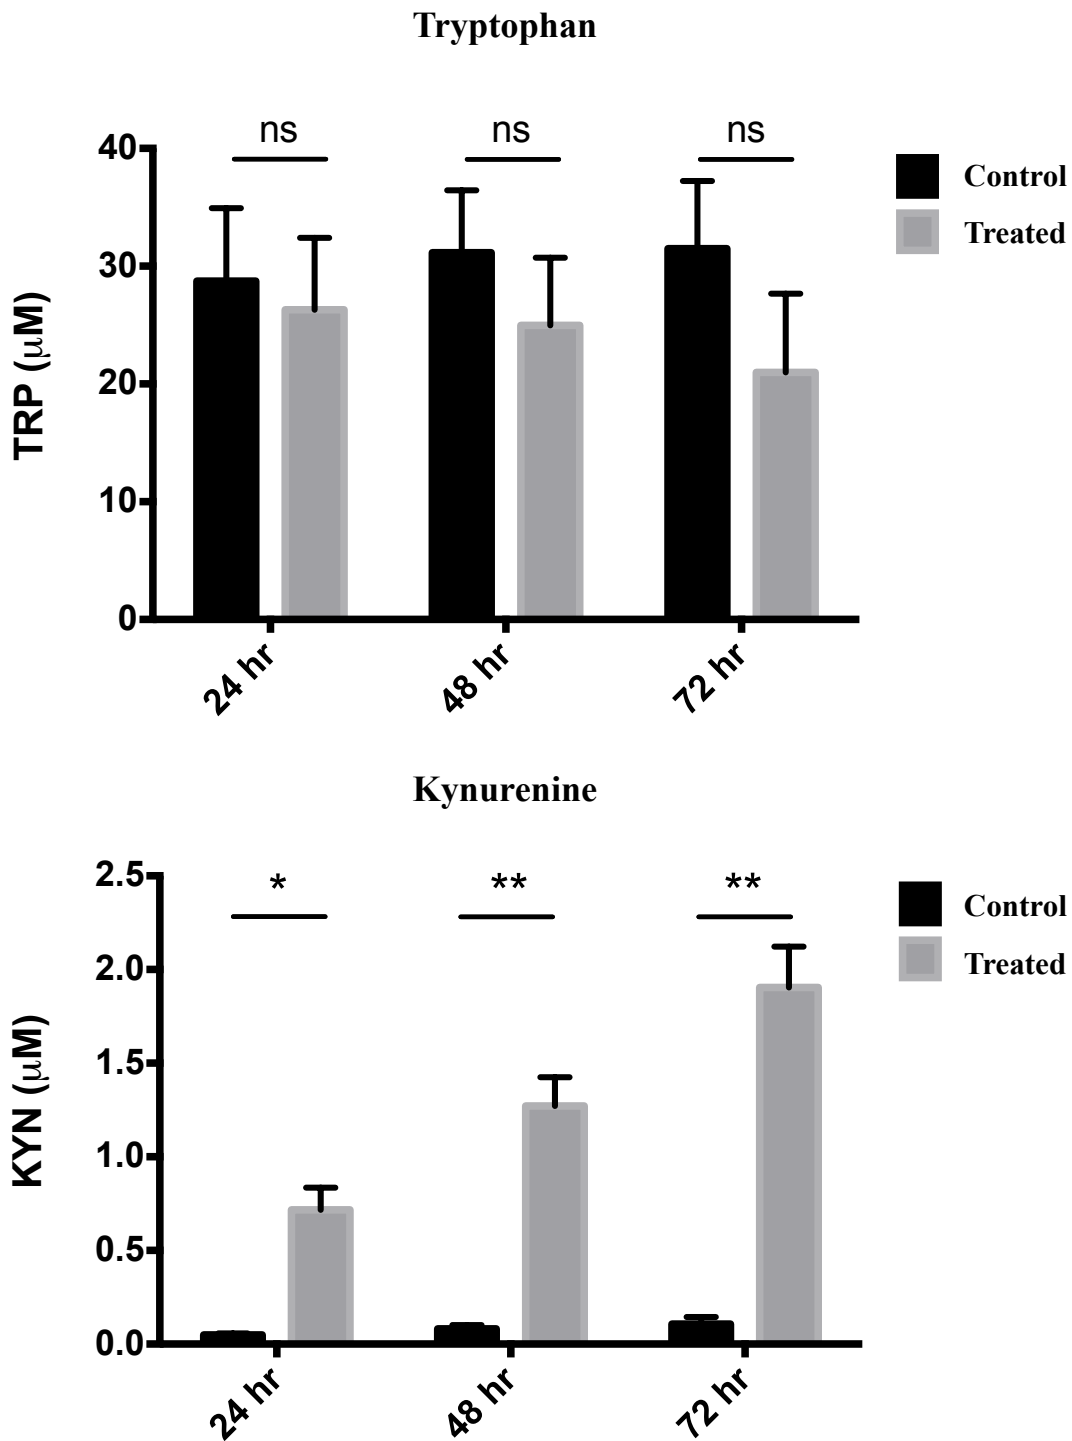 Tryptophan
ns ns ns
40
30
20
10
0
TRP (μM)
24 hr 48 hr 72 hr
Control
Treated
Kynurenine
* ** **
2.5
2.0
1.5
1.0
0.5
0.0
KYN (μM)
24 hr 48 hr 72 hr
Control
Treated